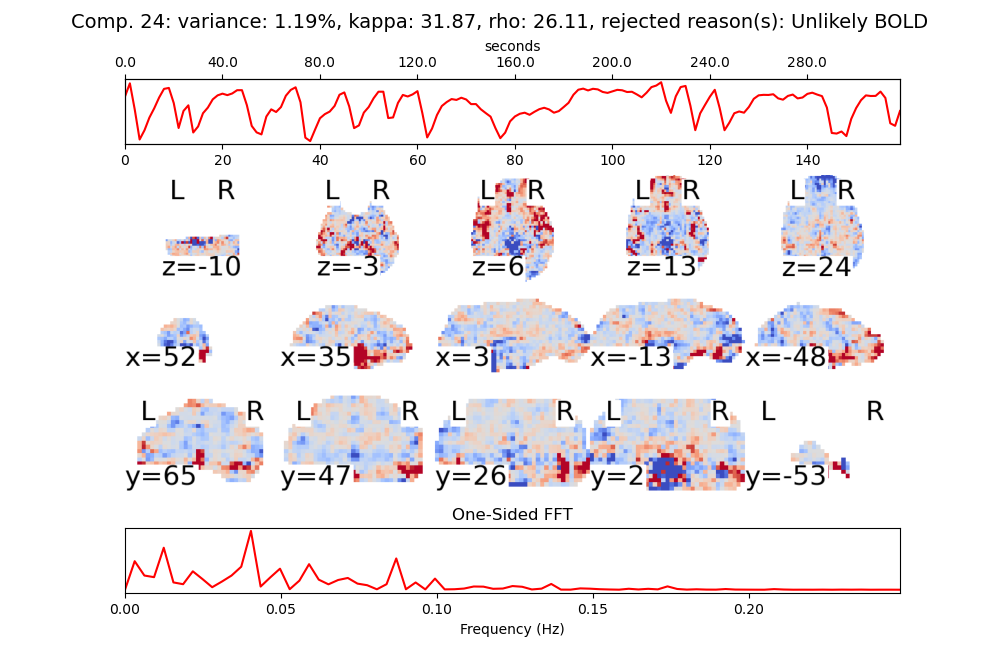 Comp. 24: variance: 1.19%, kappa: 31.87, rho: 26.11, rejected reason(s): Unlikely BOLD
seconds
0.0 40.0 80.0 120.0 160.0 200.0 240.0 280.0
0 20 40 60 80 100 120 140
L R L R L R L R L R
z=-10 z=-3 z=6 z=13 z=24
x=52 x=35 x=3 x=-13 x=-48
L R L R L R L R L R
y=65 y=47 y=26 y=2 y=-53
One-Sided FFT
0.00 0.05 0.10 0.15 0.20
Frequency (Hz)